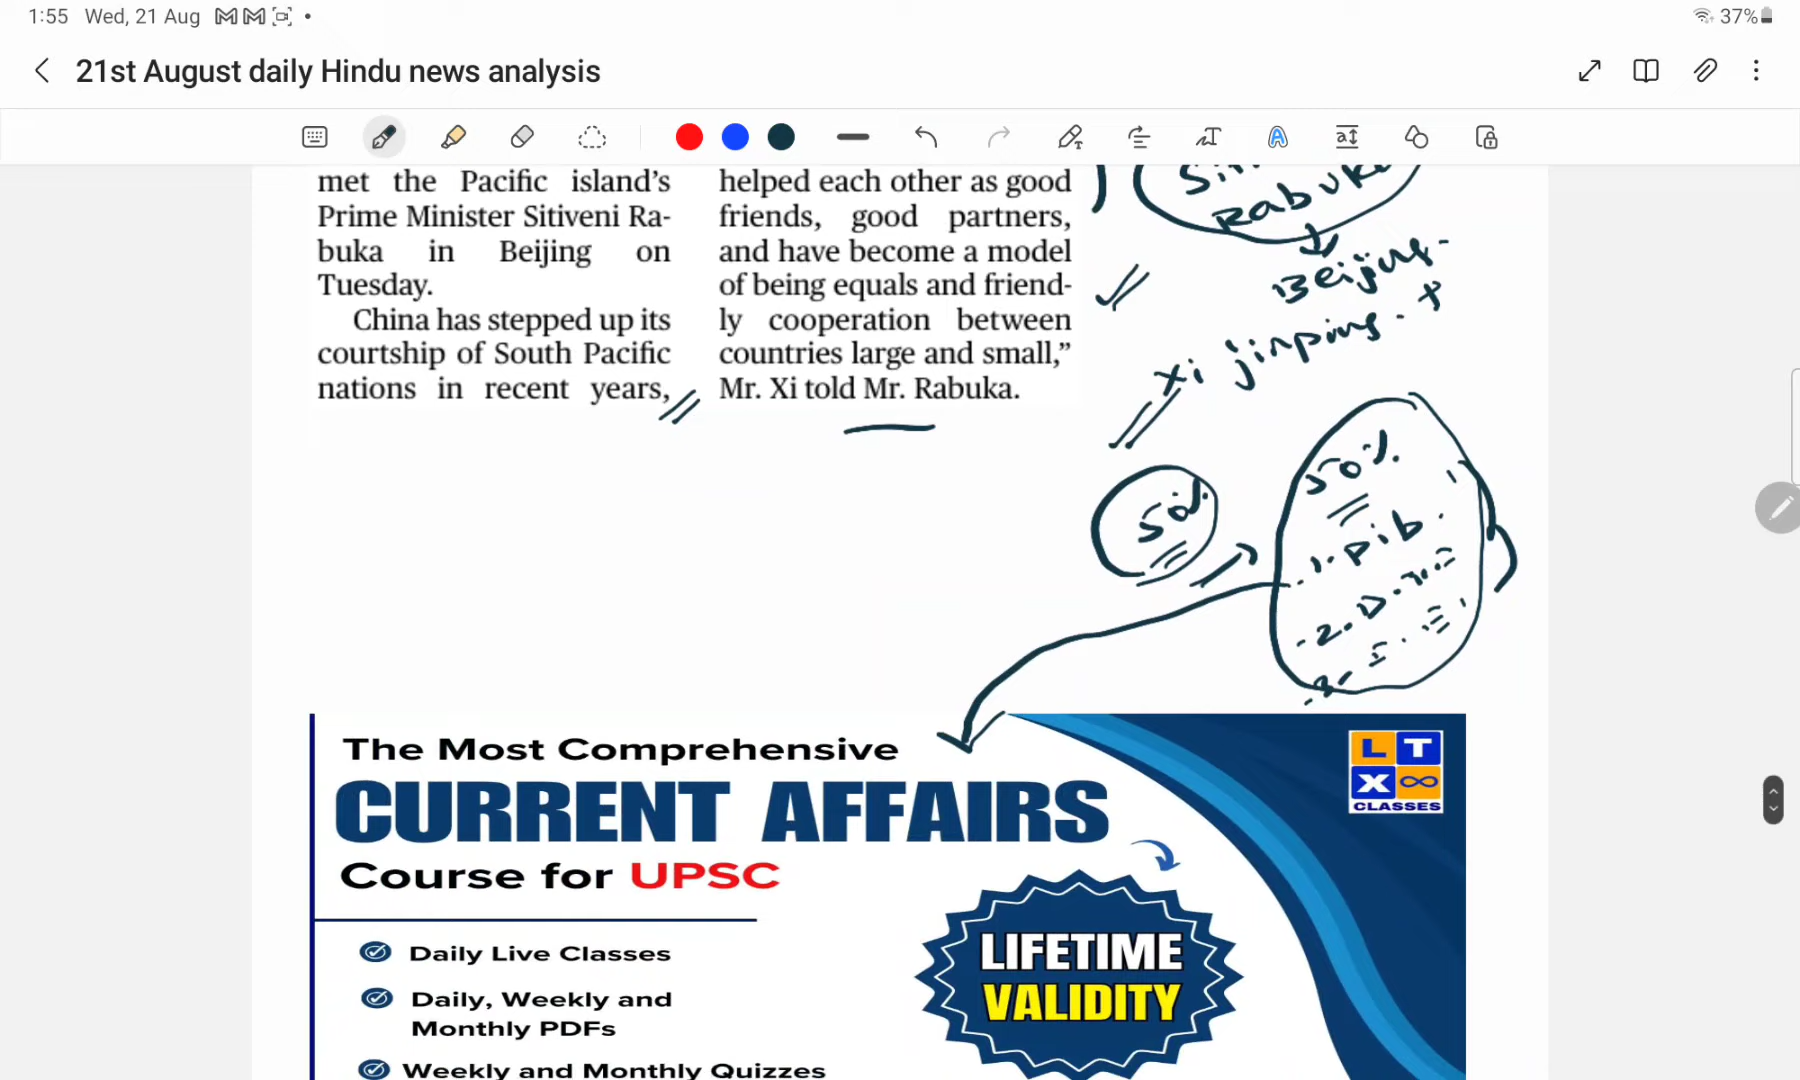 1:55 Wed, 21 Aug
37%
21st August daily Hindu news analysis
met the Pacific island's
Prime Minister Sitiveni Ra-
buka in Beijing on
Tuesday.
China has stepped up its
courtship of South Pacific
nations in recent years,
helped each other as good
friends, good partners,
and have become a model
of being equals and friend-
ly cooperation between
countries large and small,”
Mr. Xi told Mr. Rabuka.
Rabuka
Beijing
Xi jinping
50%
50%
1. Pib
2. D
3.
The Most Comprehensive
CURRENT AFFAIRS
Course for UPSC
Daily Live Classes
Daily, Weekly and
Monthly PDFs
Weekly and Monthly Quizzes
LIFETIME
VALIDITY
L T
X ∞
CLASSES